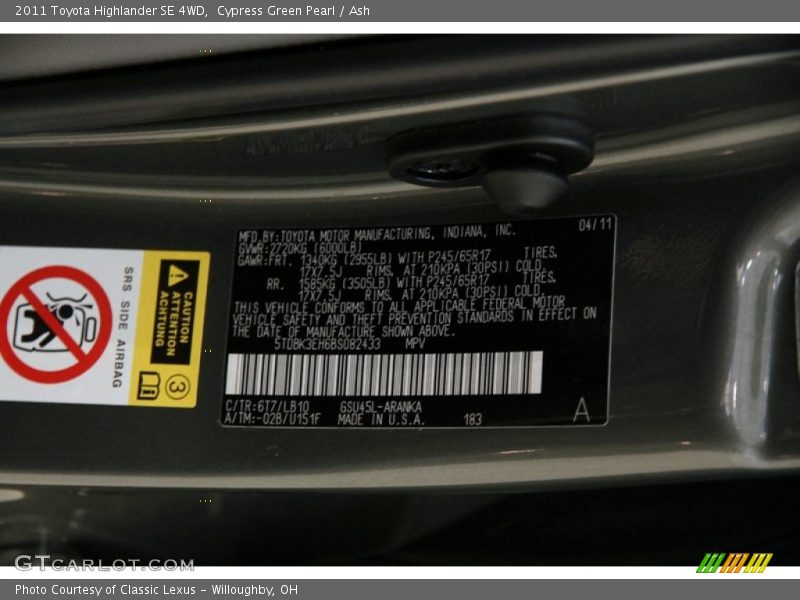 2011 Toyota Highlander SE 4WD, Cypress Green Pearl / Ash
MFD.BY:TOYOTA MOTOR MANUFACTURING, INDIANA, INC. 04/11
GVWR:2720KG (6000LB)
GAWR:FRT. 1340KG (2955LB) WITH P245/65R17 TIRES,
17X7.5J RIMS, AT 210KPA (30PSI) COLD.
RR. 1585KG (3505LB) WITH P245/65R17 TIRES,
17X7.5J RIMS, AT 210KPA (30PSI) COLD.
THIS VEHICLE CONFORMS TO ALL APPLICABLE FEDERAL MOTOR
VEHICLE SAFETY AND THEFT PREVENTION STANDARDS IN EFFECT ON
THE DATE OF MANUFACTURE SHOWN ABOVE.
5TDBK3EH6BS082433 MPV
C/TR:6T7/LB10 GSU45L-ARANKA
A/TM:-02B/U151F MADE IN U.S.A. 183 A
SRS SIDE AIRBAG
CAUTION
ATTENTION
ACHTUNG
3
GTCARLOT.COM
Photo Courtesy of Classic Lexus - Willoughby, OH